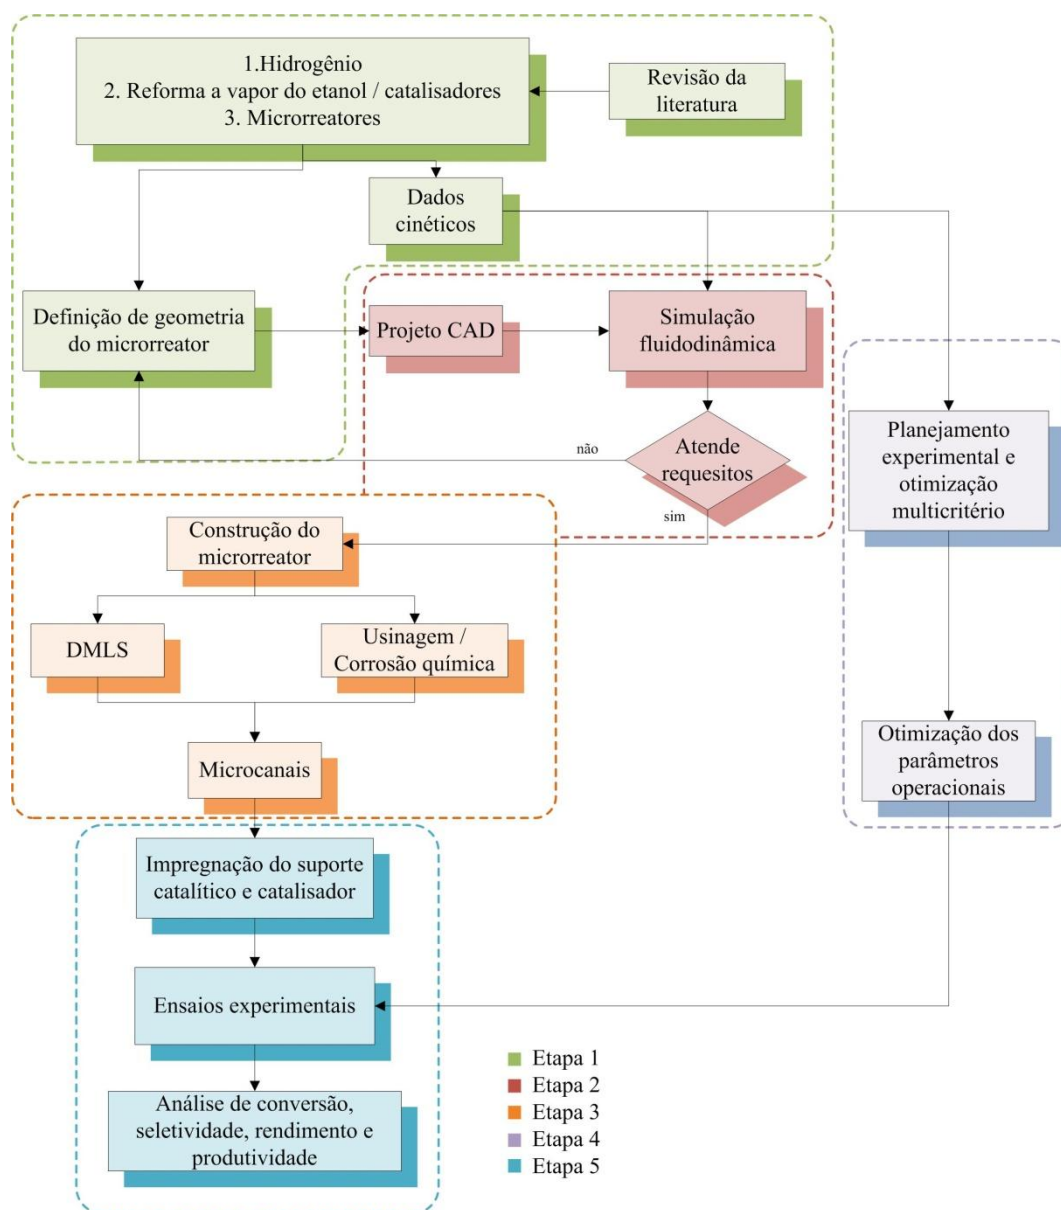 1.Hidrogênio
2. Reforma a vapor do etanol / catalisadores
3. Microrreatores
Revisão da
literatura
Dados
cinéticos
Definição de geometria
do microrreator
Projeto CAD
Simulação
fluidodinâmica
Atende
requesitos
não
sim
Planejamento
experimental e
otimização
multicritério
Construção do
microrreator
DMLS
Usinagem /
Corrosão química
Microcanais
Otimização dos
parâmetros
operacionais
Impregnação do suporte
catalítico e catalisador
Ensaios experimentais
Análise de conversão,
seletividade, rendimento e
produtividade
Etapa 1
Etapa 2
Etapa 3
Etapa 4
Etapa 5